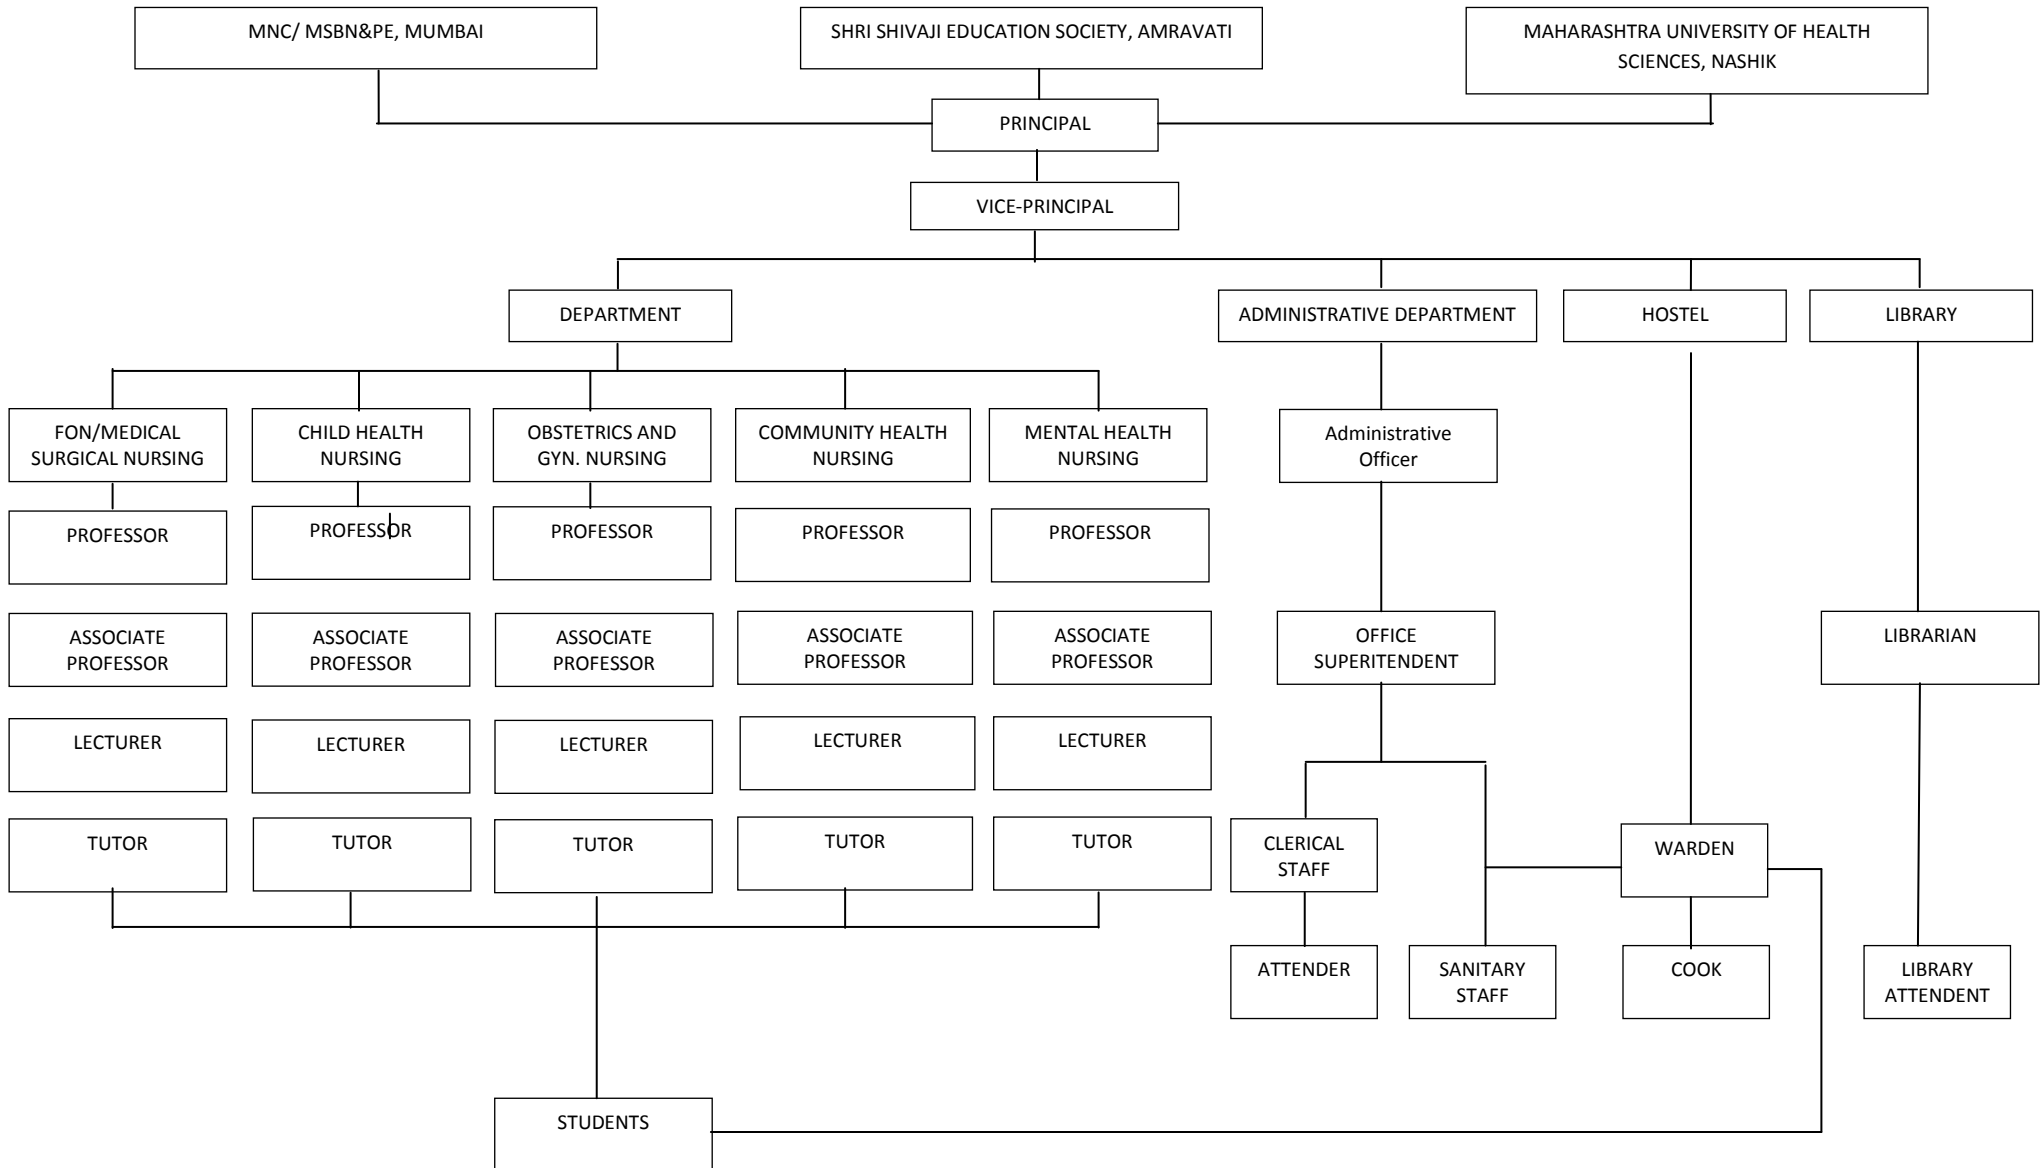 MNC/ MSBN&PE, MUMBAI
SHRI SHIVAJI EDUCATION SOCIETY, AMRAVATI
MAHARASHTRA UNIVERSITY OF HEALTH
SCIENCES, NASHIK
PRINCIPAL
VICE-PRINCIPAL
DEPARTMENT
ADMINISTRATIVE DEPARTMENT
HOSTEL
LIBRARY
FON/MEDICAL
SURGICAL NURSING
CHILD HEALTH
NURSING
OBSTETRICS AND
GYN. NURSING
COMMUNITY HEALTH
NURSING
MENTAL HEALTH
NURSING
Administrative
Officer
PROFESSOR
PROFESSOR
PROFESSOR
PROFESSOR
PROFESSOR
ASSOCIATE
PROFESSOR
ASSOCIATE
PROFESSOR
ASSOCIATE
PROFESSOR
ASSOCIATE
PROFESSOR
ASSOCIATE
PROFESSOR
OFFICE
SUPERITENDENT
LIBRARIAN
LECTURER
LECTURER
LECTURER
LECTURER
LECTURER
TUTOR
TUTOR
TUTOR
TUTOR
TUTOR
CLERICAL
STAFF
WARDEN
ATTENDER
SANITARY
STAFF
COOK
LIBRARY
ATTENDENT
STUDENTS